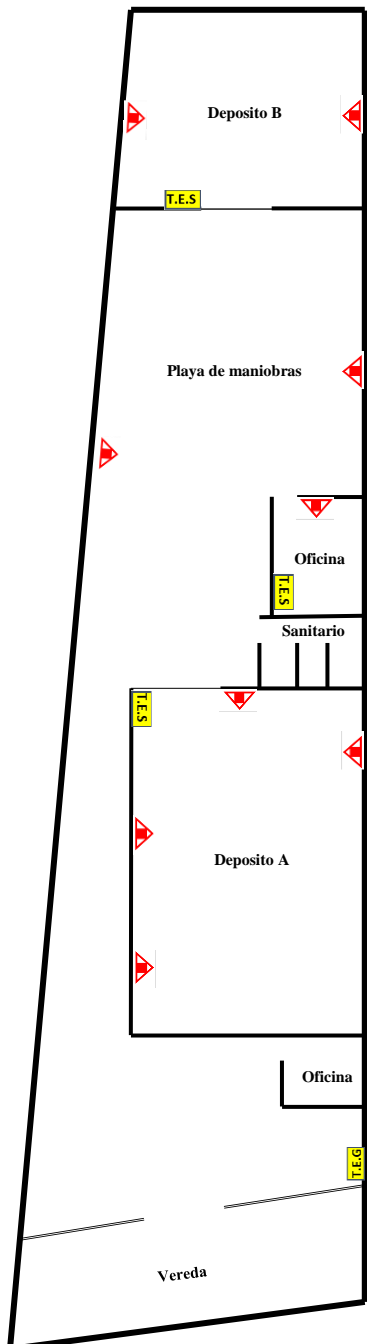 Deposito B
T.E.S
Playa de maniobras
Oficina
T.E.S
Sanitario
T.E.S
Deposito A
Oficina
T.E.G
Vereda